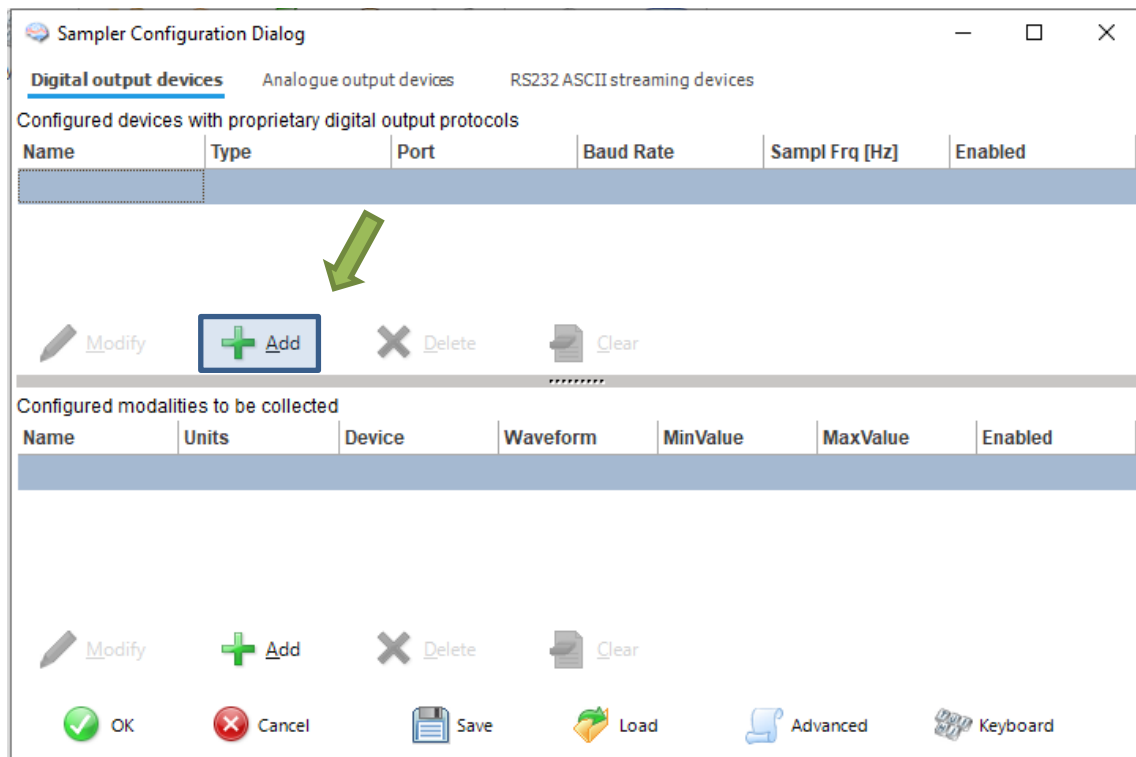 Sampler Configuration Dialog
Digital output devices Analogue output devices RS232 ASCII streaming devices
Configured devices with proprietary digital output protocols
Name Type Port Baud Rate Sampl Frq [Hz] Enabled
Modify Add Delete Clear
Configured modalities to be collected
Name Units Device Waveform MinValue MaxValue Enabled
Modify Add Delete Clear
OK Cancel Save Load Advanced Keyboard